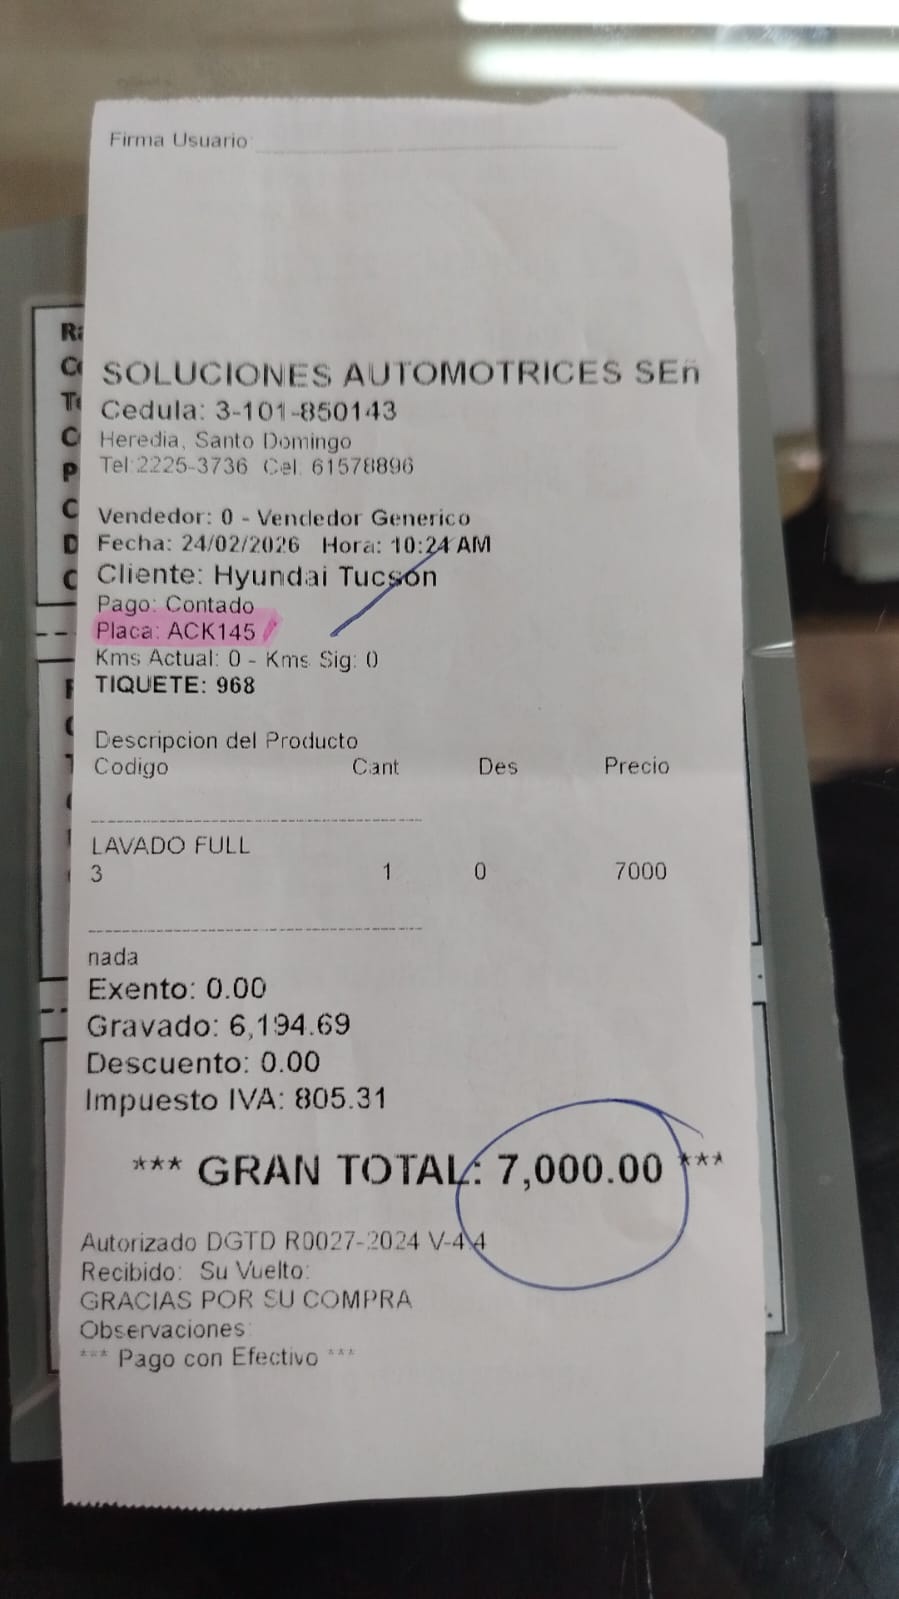 Firma Usuario:
SOLUCIONES AUTOMOTRICES SEñ
Cedula: 3-101-850143
Heredia, Santo Domingo
Tel:2225-3736 Cel: 61578896
Vendedor: 0 - Vendedor Generico
Fecha: 24/02/2026 Hora: 10:24 AM
Cliente: Hyundai Tucson
Pago: Contado
Placa: ACK145
Kms Actual: 0 - Kms Sig: 0
TIQUETE: 968
Descripcion del Producto
Codigo Cant Des Precio
LAVADO FULL
3 1 0 7000
nada
Exento: 0.00
Gravado: 6,194.69
Descuento: 0.00
Impuesto IVA: 805.31
*** GRAN TOTAL: 7,000.00 ***
Autorizado DGTD R0027-2024 V-4.4
Recibido: Su Vuelto:
GRACIAS POR SU COMPRA
Observaciones:
*** Pago con Efectivo ***